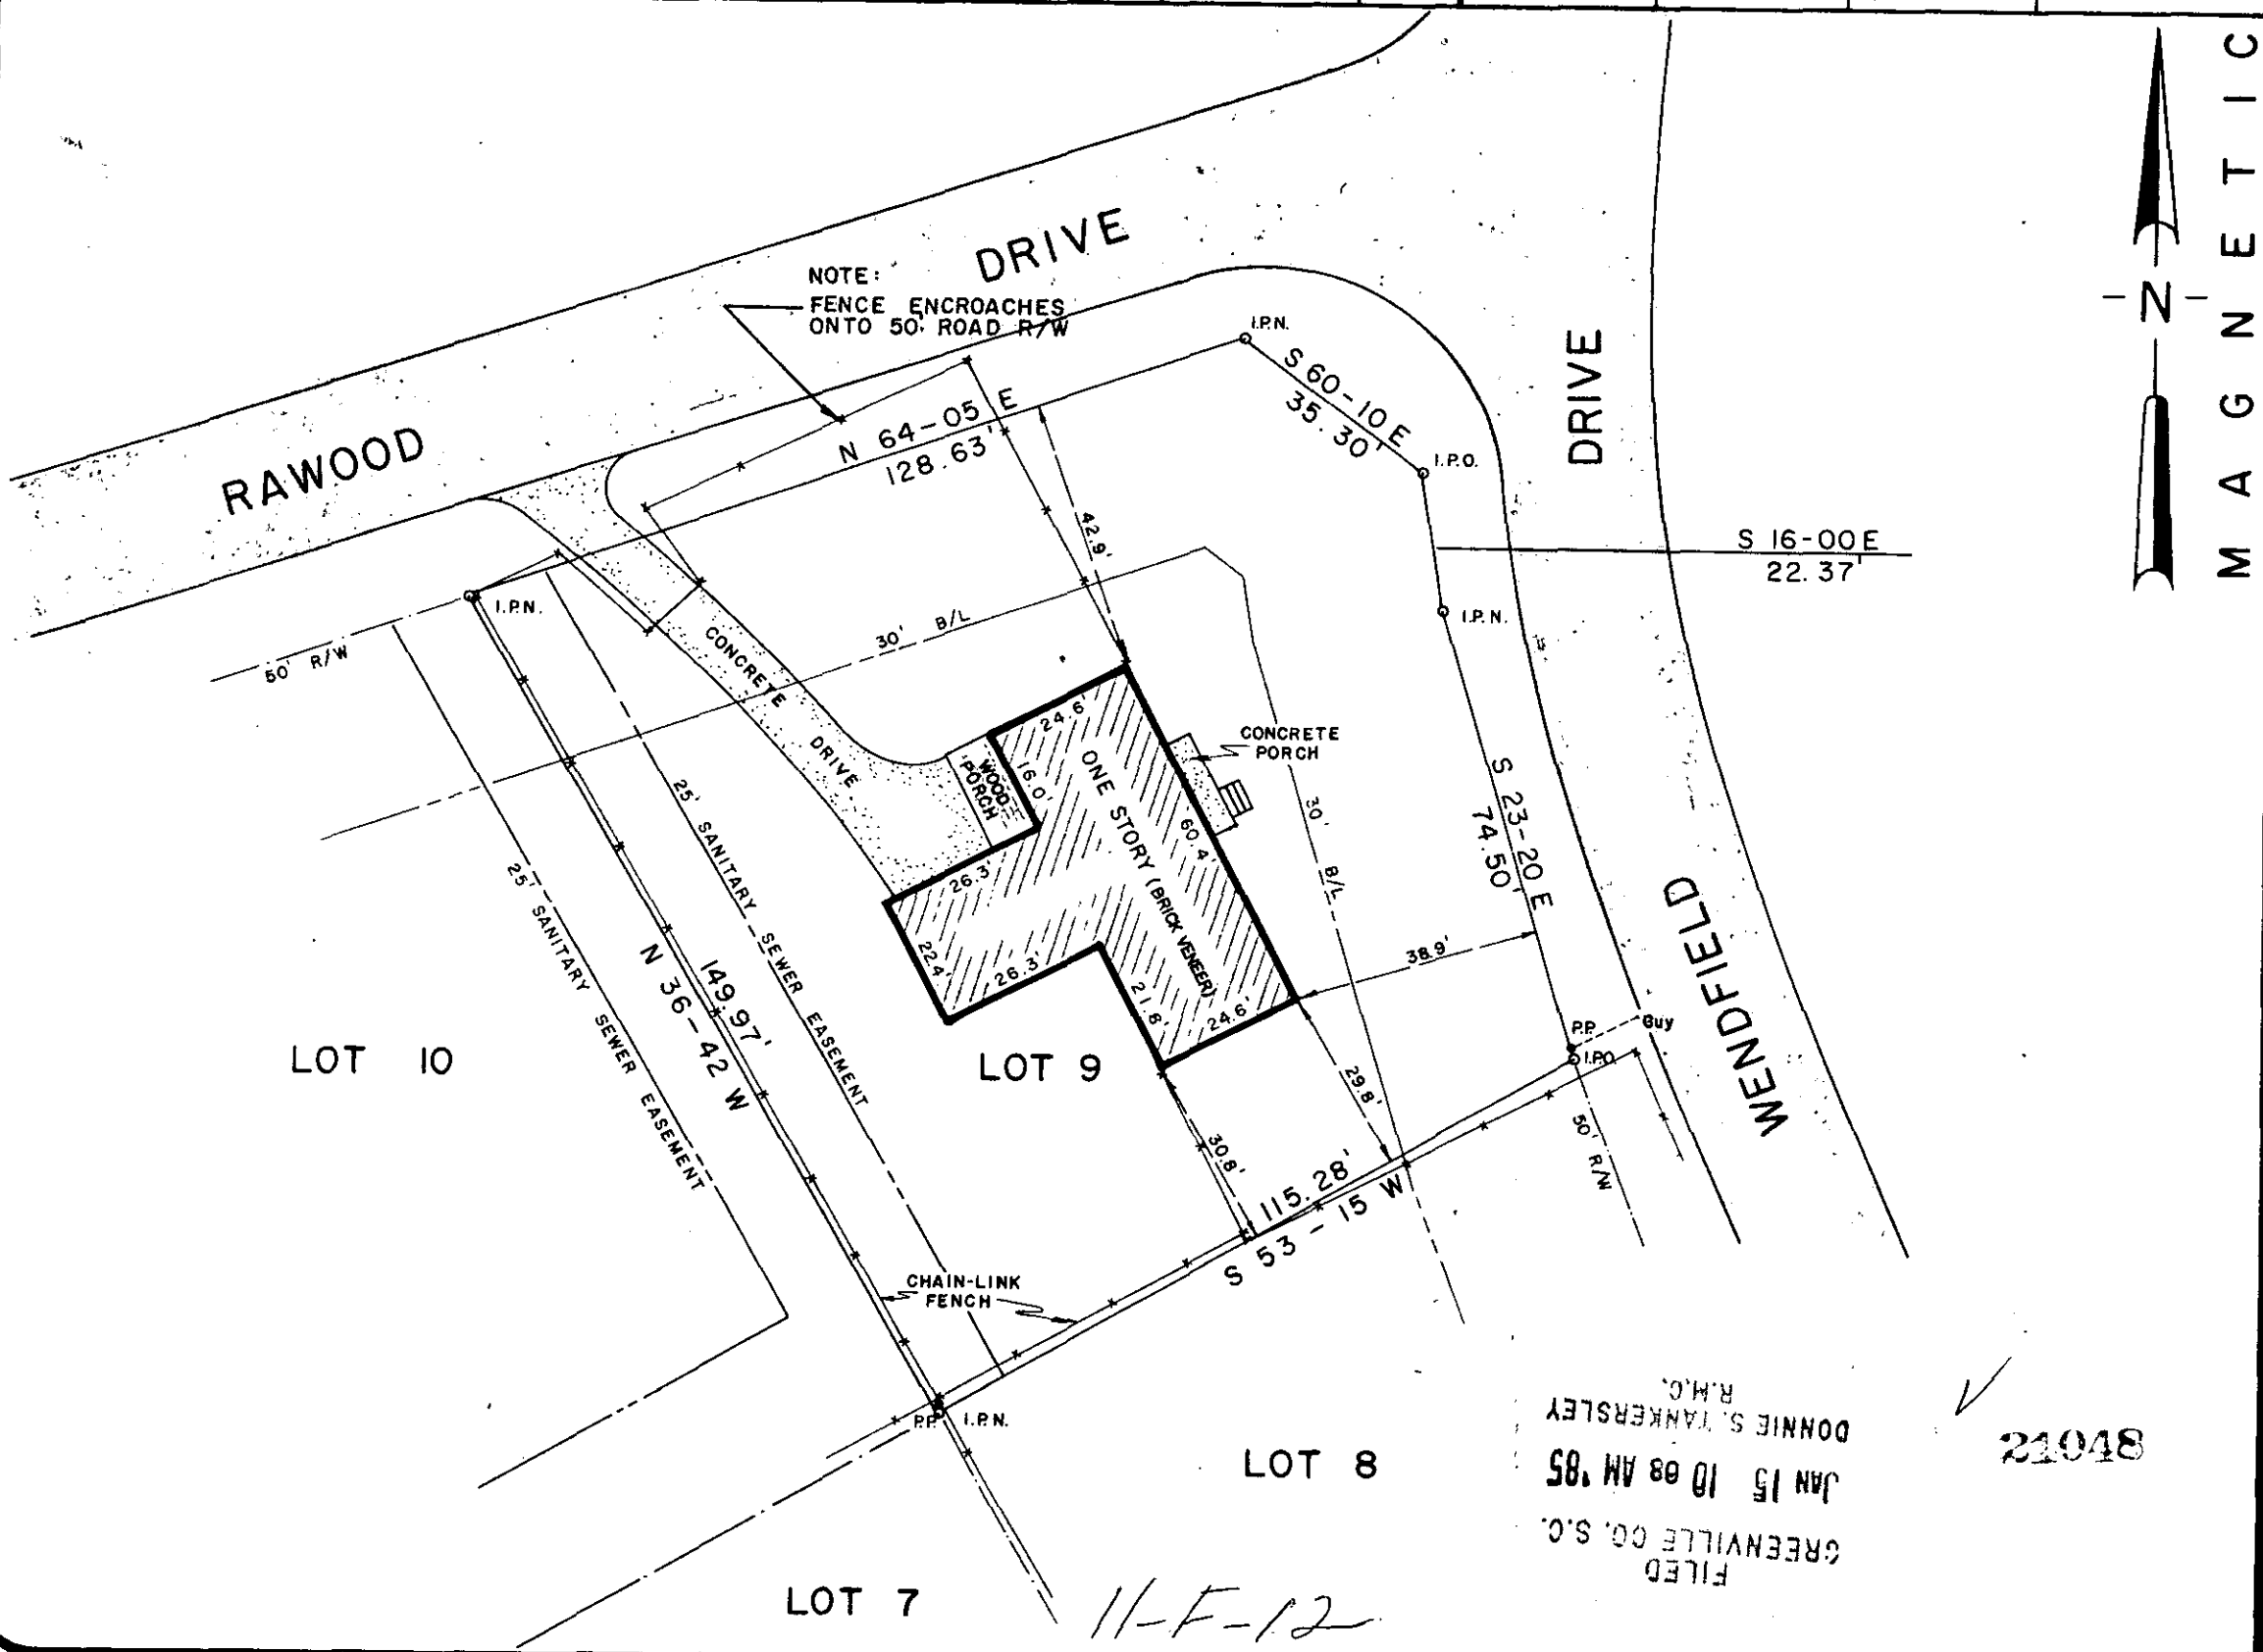 MAGNETIC
-N-
RAWOOD DRIVE
NOTE:
FENCE ENCROACHES
ONTO 50' ROAD R/W
I.P.N.
S 60-10 E
35.30'
I.P.O.
DRIVE
N 64-05 E
128.63'
42.9'
S 16-00 E
22.37'
I.P.N.
I.P.N.
50' R/W
30' B/L
CONCRETE
DRIVE
24.6'
WOOD
PORCH
16.0'
CONCRETE
PORCH
ONE STORY (BRICK VENEER)
60.4'
30' B/L
S 23-20 E
74.50'
25' SANITARY SEWER EASEMENT
25' SANITARY SEWER EASEMENT
26.3'
22.4'
26.3'
21.8'
24.6'
38.9'
WENDFIELD
N 36-42 W
149.97'
LOT 10
LOT 9
P.P.
Guy
I.P.O.
29.8'
30.8'
50' R/W
115.28'
S 53-15 W
CHAIN-LINK
FENCH
P.P.
I.P.N.
LOT 8
LOT 7
11-F-12
FILED
GREENVILLE CO. S.C.
JAN 15 10 08 AM '85
DONNIE S. TANKERSLEY
R.M.C.
21048